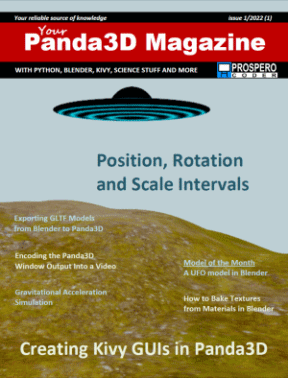 Your reliable source of knowledge
Issue 1/2022 (1)
Your
Panda3D Magazine
WITH PYTHON, BLENDER, KIVY, SCIENCE STUFF AND MORE
PROSPERO
CODER
Position, Rotation
and Scale Intervals
Exporting GLTF Models
from Blender to Panda3D
Encoding the Panda3D
Window Output Into a Video
Gravitational Acceleration
Simulation
Model of the Month
A UFO model in Blender
How to Bake Textures
from Materials in Blender
Creating Kivy GUIs in Panda3D